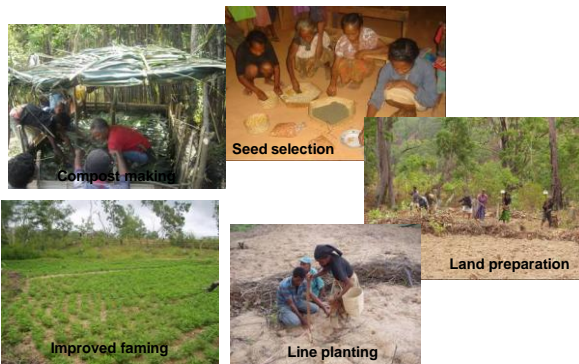 Seed selection
Compost making
Land preparation
Improved faming
Line planting